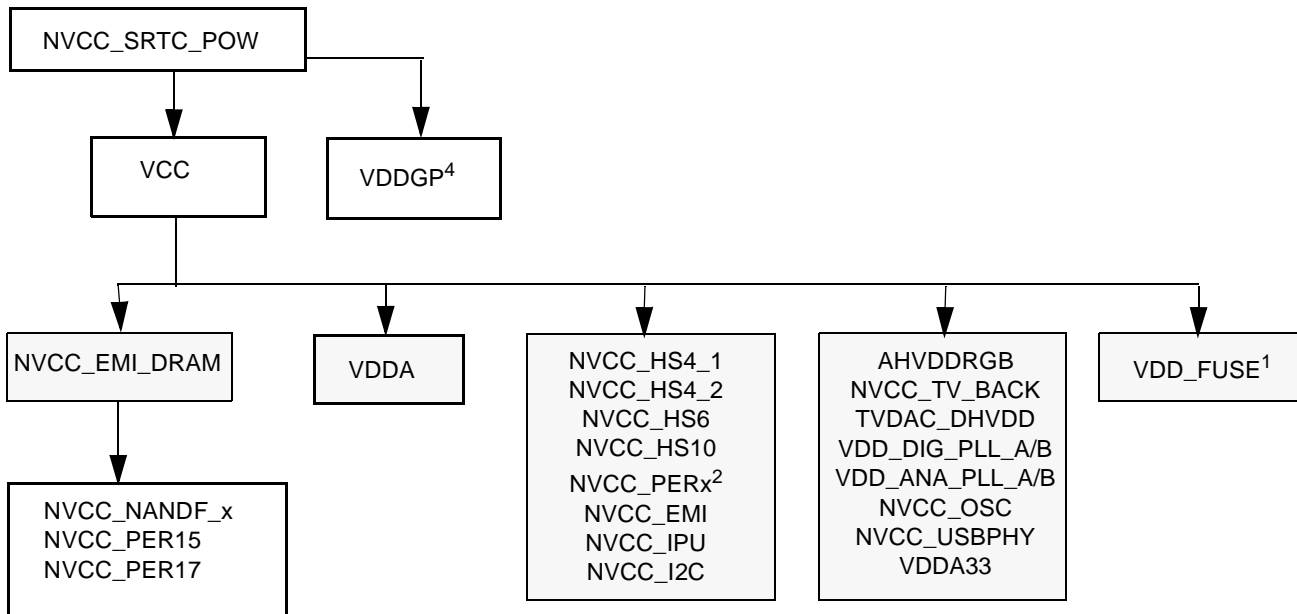 NVCC_SRTC_POW
VCC
VDDGP4
NVCC_EMI_DRAM
VDDA
NVCC_HS4_1
NVCC_HS4_2
NVCC_HS6
NVCC_HS10
NVCC_PERx2
NVCC_EMI
NVCC_IPU
NVCC_I2C
AHVDDRGB
NVCC_TV_BACK
TVDAC_DHVDD
VDD_DIG_PLL_A/B
VDD_ANA_PLL_A/B
NVCC_OSC
NVCC_USBPHY
VDDA33
VDD_FUSE1
NVCC_NANDF_x
NVCC_PER15
NVCC_PER17